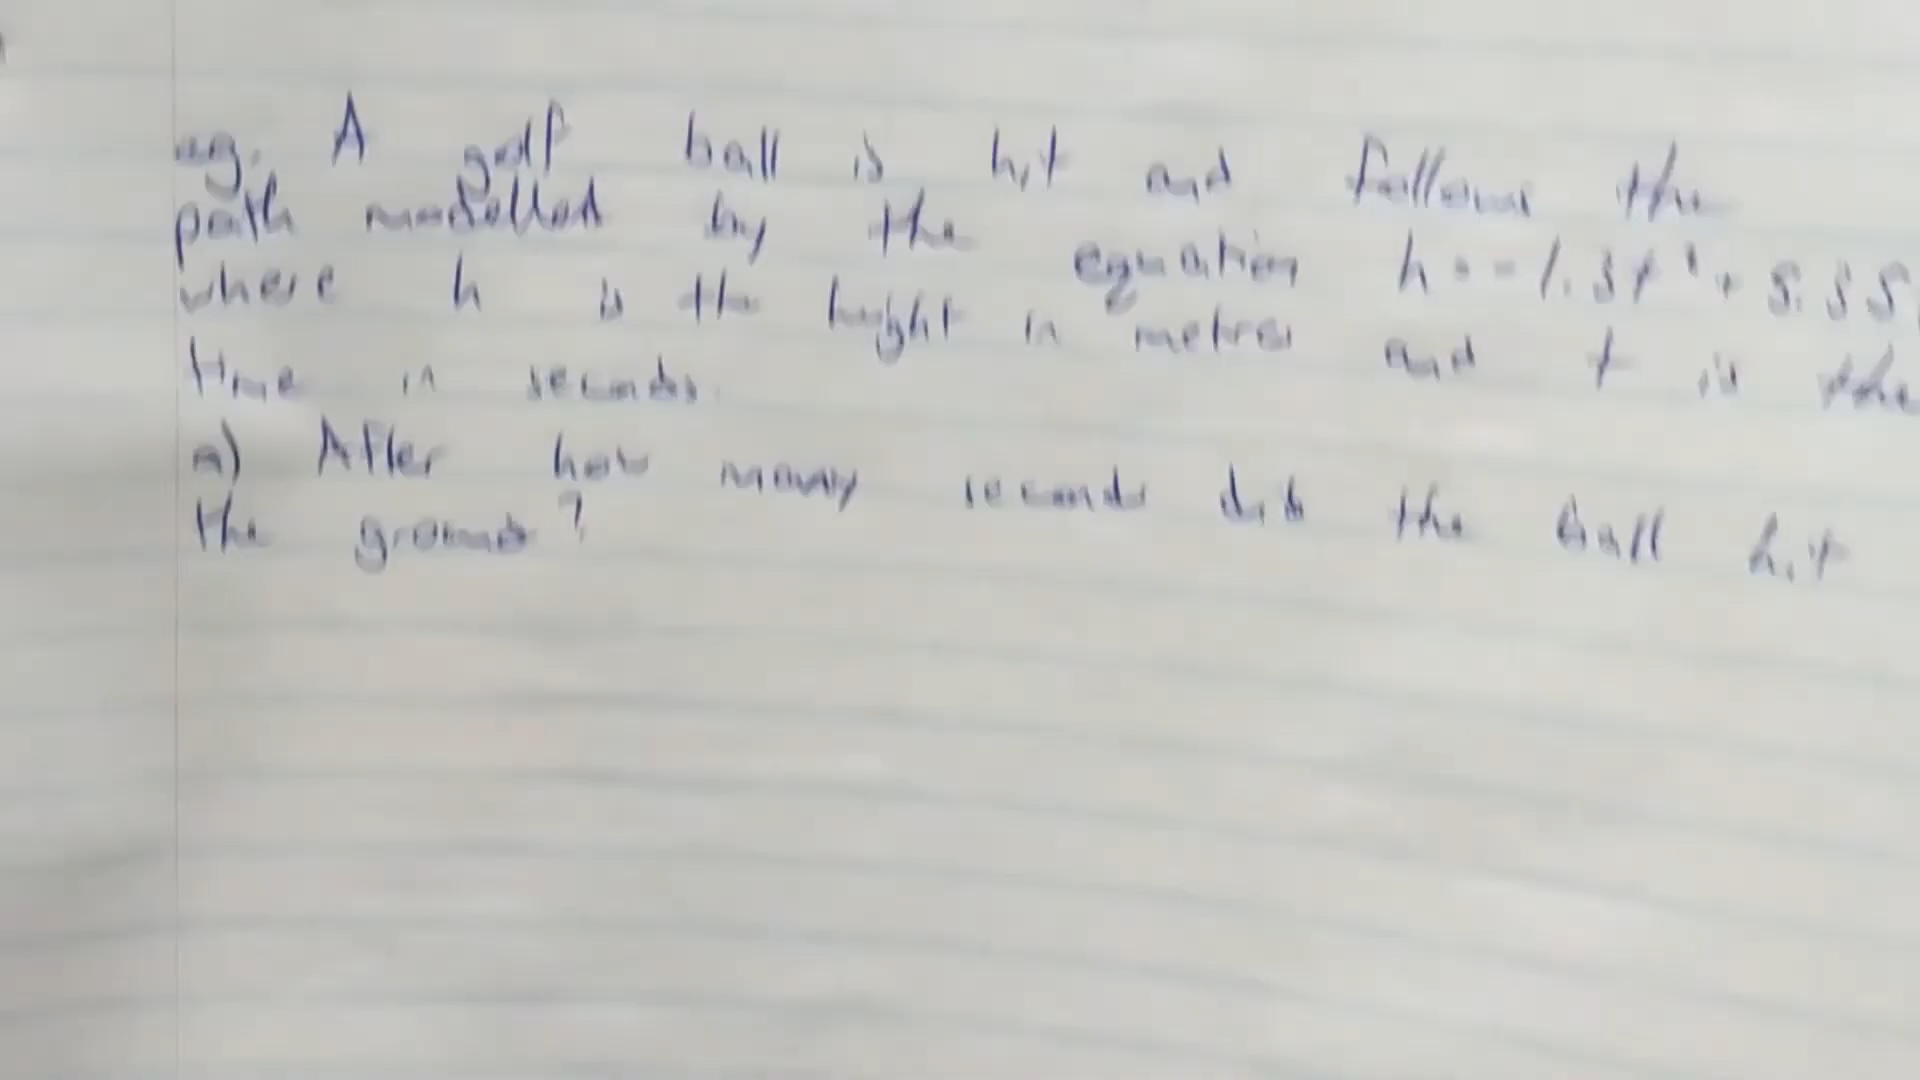 eg. A golf ball is hit and follows the
path modelled by the equation h = -1.3t² + 5.
where h is the height in metres and t is the
time in seconds.
a) After how many seconds did the ball hit
the ground?